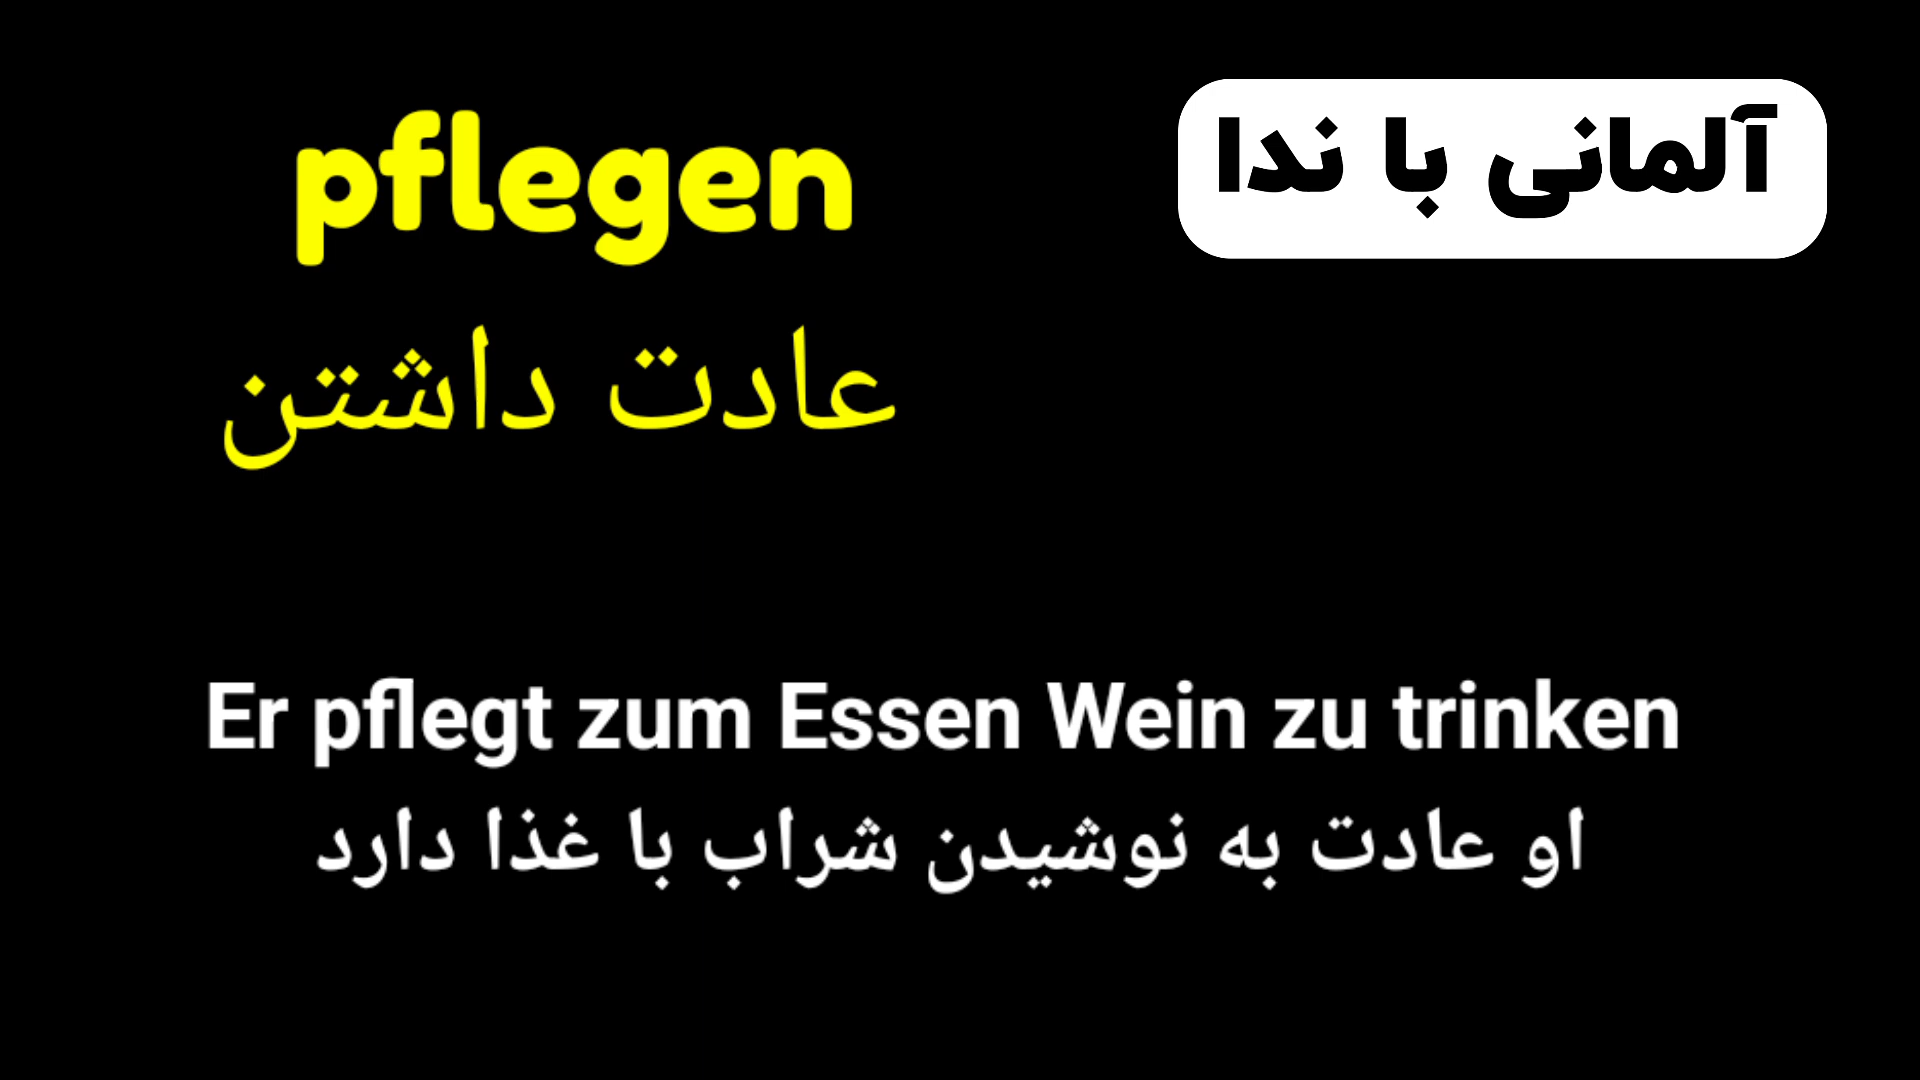 pflegen
آلمانی با ندا
عادت داشتن
Er pflegt zum Essen Wein zu trinken
او عادت به نوشیدن شراب با غذا دارد